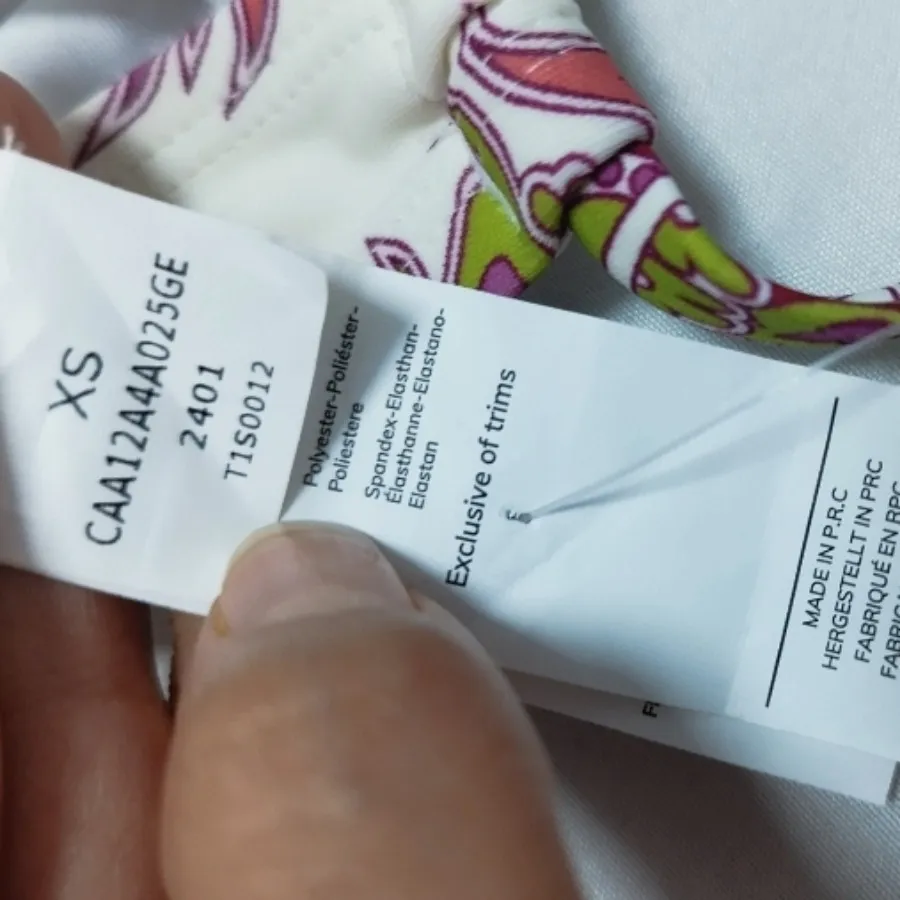 XS
CAA12A4A025GE
2401
T1S0012
Polyester-Poliéster-
Poliestere
Spandex-Elasthan-
Élasthanne-Elastano-
Elastan
Exclusive of trims
MADE IN P.R.C
HERGESTELLT IN PRC
FABRIQUÉ EN RPC